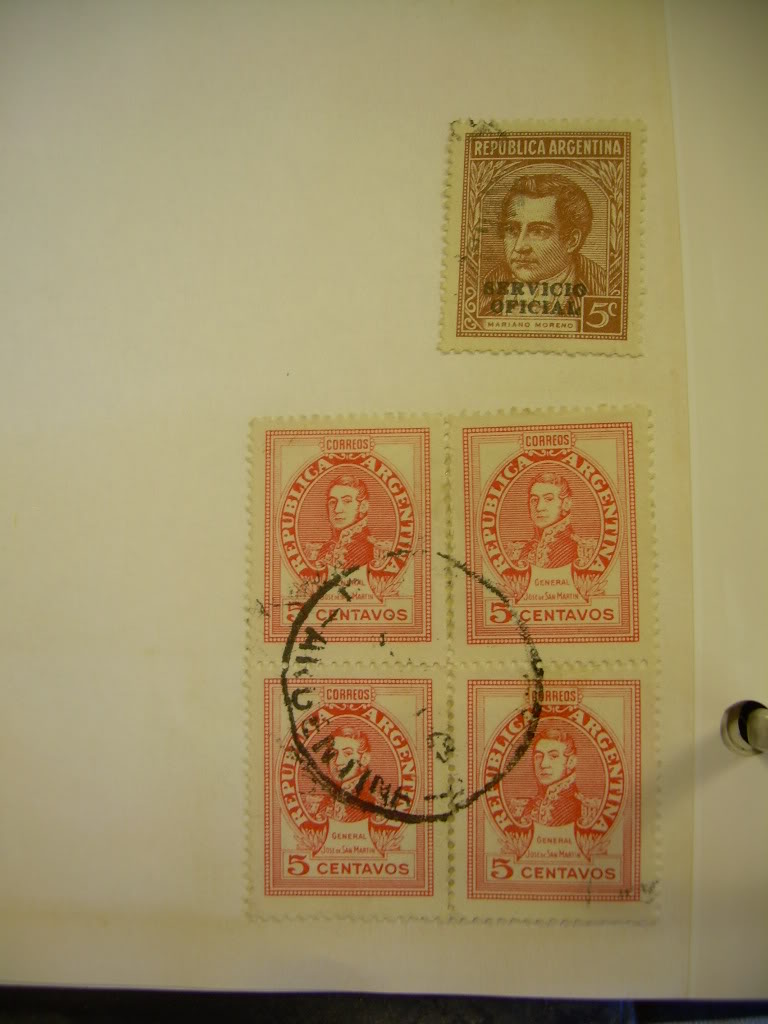 REPUBLICA ARGENTINA
SERVICIO
OFICIAL
5c
MARIANO MORENO
CORREOS
REPUBLICA ARGENTINA
JOSE DE SAN MARTIN
5 CENTAVOS
CORREOS
REPUBLICA ARGENTINA
GENERAL
JOSE DE SAN MARTIN
5 CENTAVOS
CORREOS
REPUBLICA ARGENTINA
GENERAL
JOSE DE SAN MARTIN
5 CENTAVOS
CORREOS
REPUBLICA ARGENTINA
GENERAL
JOSE DE SAN MARTIN
5 CENTAVOS